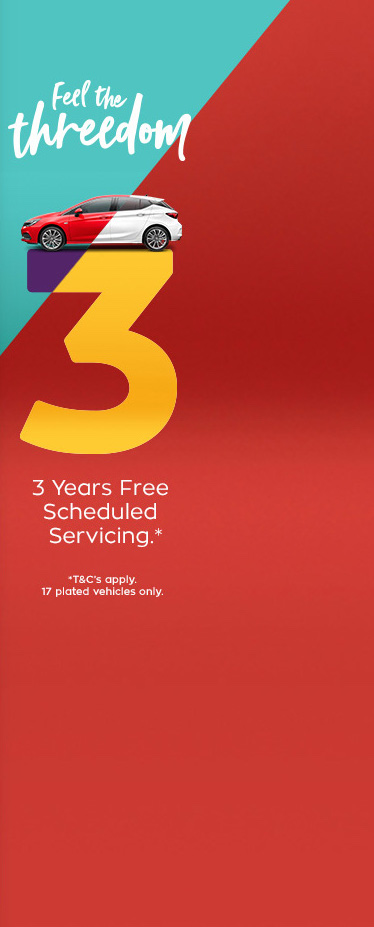 Feel the
threedom
3
3 Years Free
Scheduled
Servicing.*
*T&C's apply.
17 plated vehicles only.